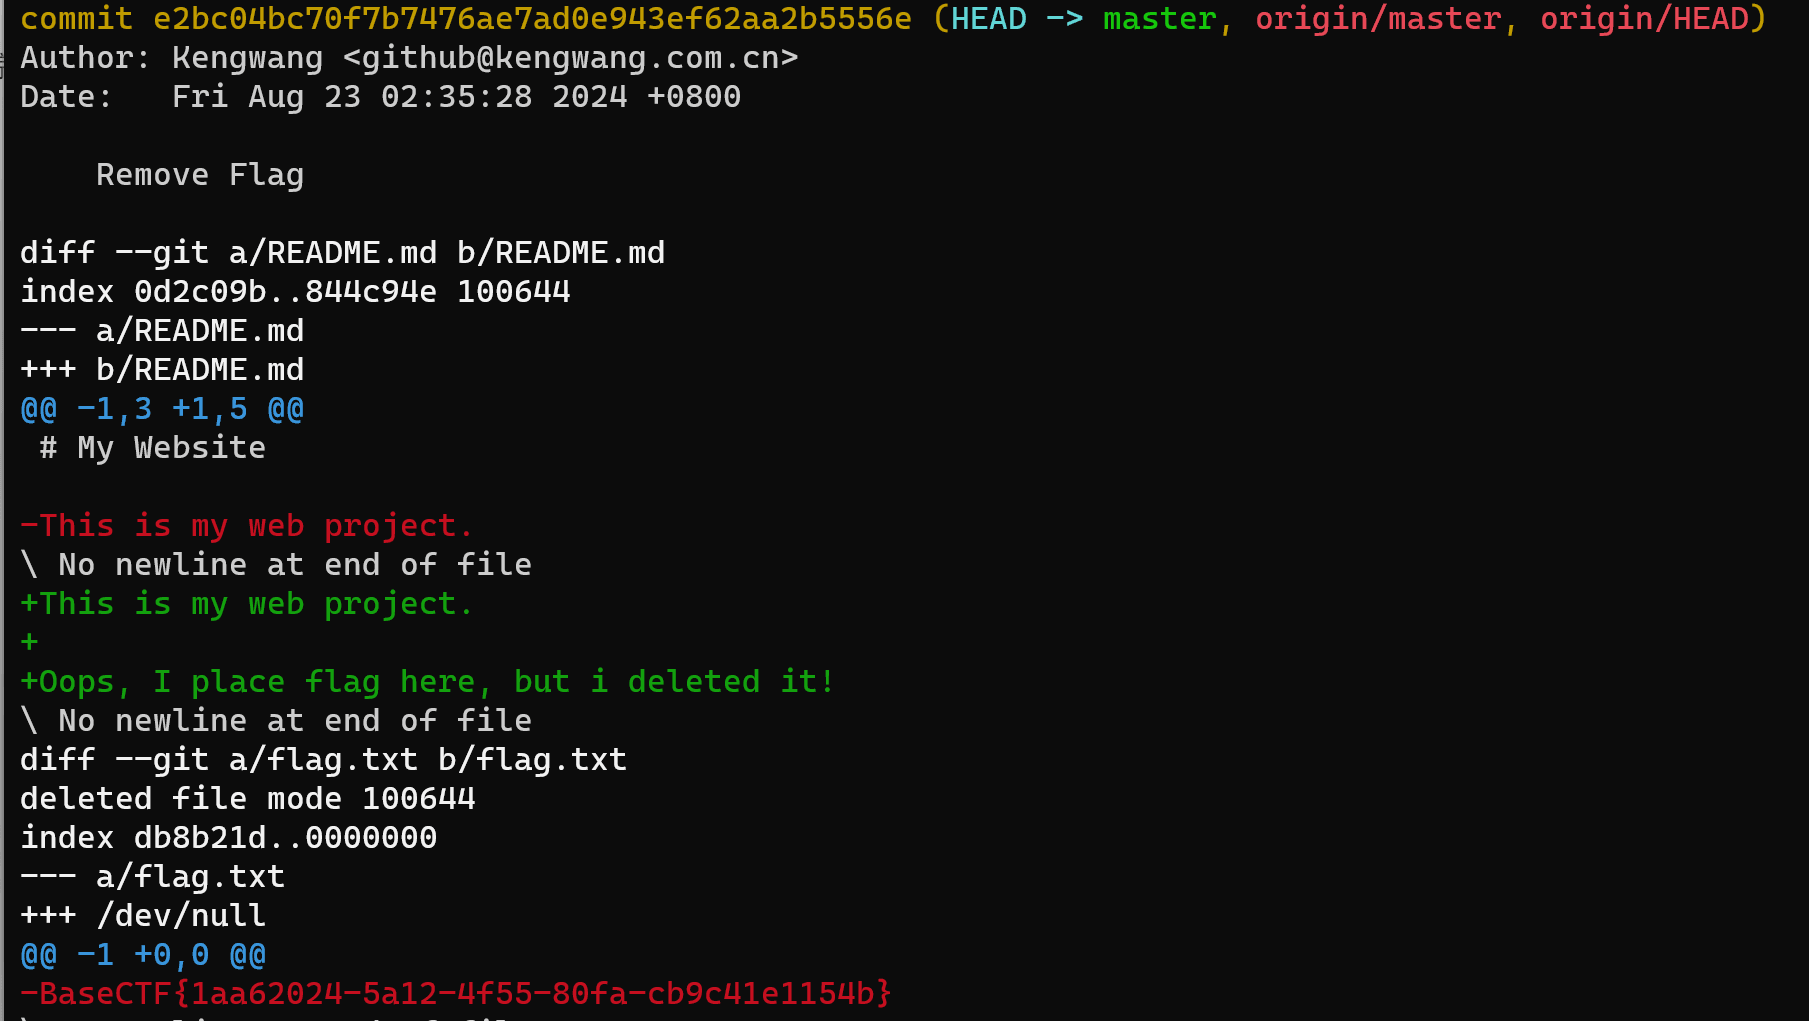 commit e2bc04bc70f7b7476ae7ad0e943ef62aa2b5556e (HEAD -> master, origin/master, origin/HEAD)
Author: Kengwang <github@kengwang.com.cn>
Date:   Fri Aug 23 02:35:28 2024 +0800
    Remove Flag
diff --git a/README.md b/README.md
index 0d2c09b..844c94e 100644
--- a/README.md
+++ b/README.md
@@ -1,3 +1,5 @@
 # My Website
-This is my web project.
\ No newline at end of file
+This is my web project.
+
+Oops, I place flag here, but i deleted it!
\ No newline at end of file
diff --git a/flag.txt b/flag.txt
deleted file mode 100644
index db8b21d..0000000
--- a/flag.txt
+++ /dev/null
@@ -1 +0,0 @@
-BaseCTF{1aa62024-5a12-4f55-80fa-cb9c41e1154b}